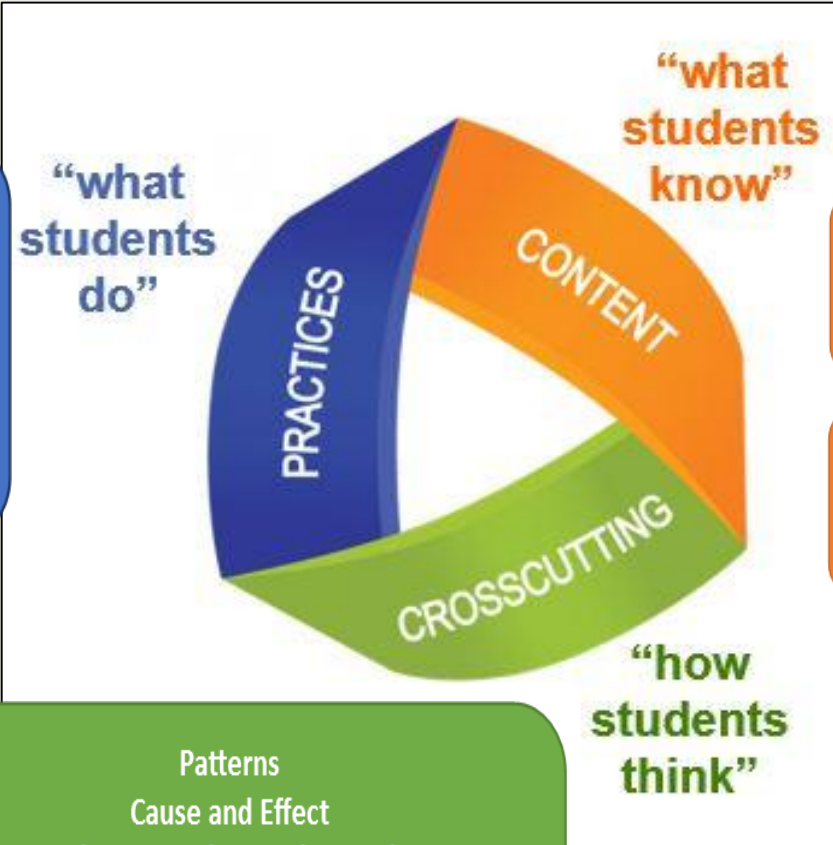 “what
students
know”
“what
students
do”
PRACTICES
CONTENT
CROSSCUTTING
“how
students
think”
Patterns
Cause and Effect